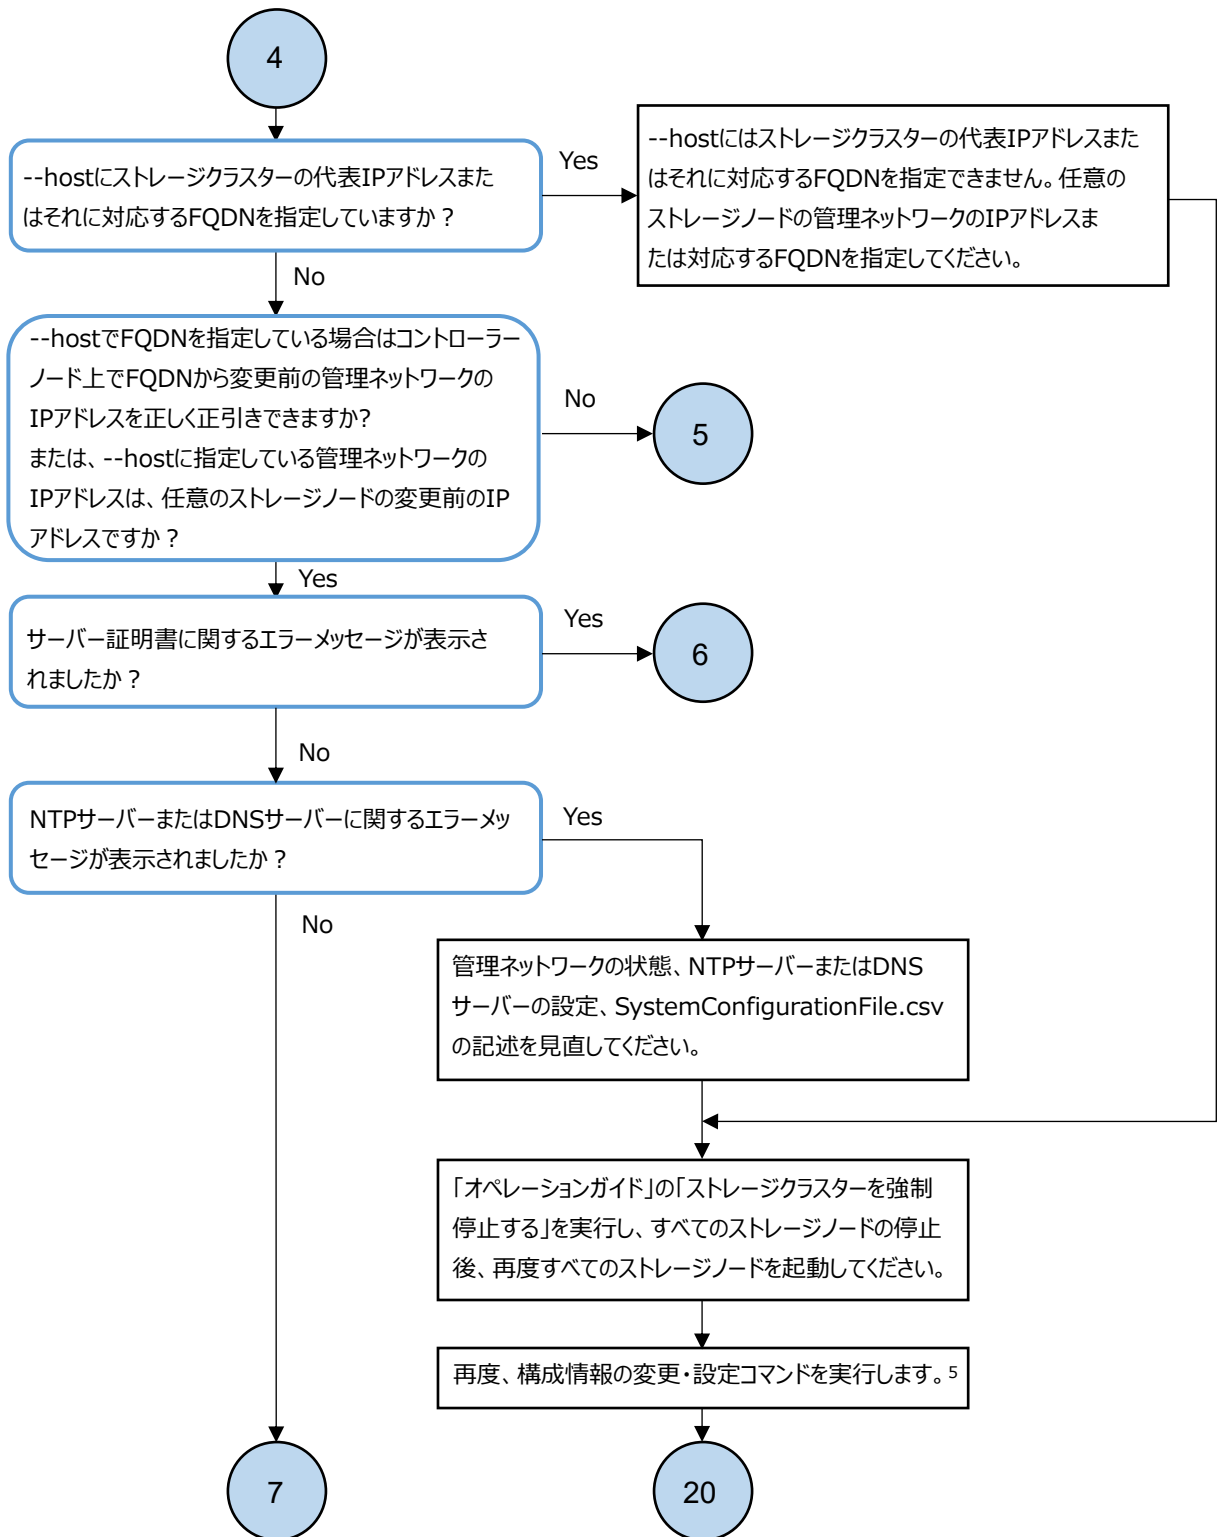 4
--hostにストレージクラスターの代表IPアドレスまた
はそれに対応するFQDNを指定していますか？
Yes
--hostにはストレージクラスターの代表IPアドレスまた
はそれに対応するFQDNを指定できません。任意の
ストレージノードの管理ネットワークのIPアドレスま
たは対応するFQDNを指定してください。
No
--hostでFQDNを指定している場合はコントローラー
ノード上でFQDNから変更前の管理ネットワークの
IPアドレスを正しく正引きできますか?
または、--hostに指定している管理ネットワークの
IPアドレスは、任意のストレージノードの変更前のIP
アドレスですか？
No
5
Yes
サーバー証明書に関するエラーメッセージが表示さ
れましたか？
Yes
6
No
NTPサーバーまたはDNSサーバーに関するエラーメッ
セージが表示されましたか？
Yes
No
管理ネットワークの状態、NTPサーバーまたはDNS
サーバーの設定、SystemConfigurationFile.csv
の記述を見直してください。
「オペレーションガイド」の「ストレージクラスターを強制
停止する」を実行し、すべてのストレージノードの停止
後、再度すべてのストレージノードを起動してください。
再度、構成情報の変更・設定コマンドを実行します。5
7
20